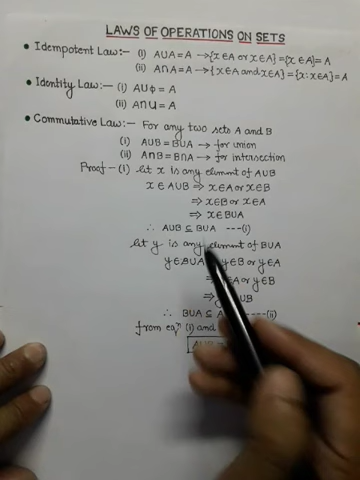 LAWS OF OPERATIONS ON SETS
• Idempotent Law:— (i) A∪A = A → {x∈A or x∈A} = {x∈A} = A
(ii) A∩A = A → {x∈A and x∈A} = {x: x∈A} = A
• Identity Law:— (i) A∪ϕ = A
(ii) A∩U = A
• Commutative Law:— For any two sets A and B
(i) A∪B = B∪A → for union
(ii) A∩B = B∩A → for intersection
Proof - (i) let x is any element of A∪B
x∈A∪B ⇒ x∈A or x∈B
⇒ x∈B or x∈A
⇒ x∈B∪A
∴ A∪B ⊆ B∪A ---(i)
let y is any element of B∪A
y∈B∪A y∈B or y∈A
⇒ ∈A or y∈B
⇒ y ∪B
∴ B∪A ⊆ A ---(ii)
from eqⁿ (i) and
A∪B =